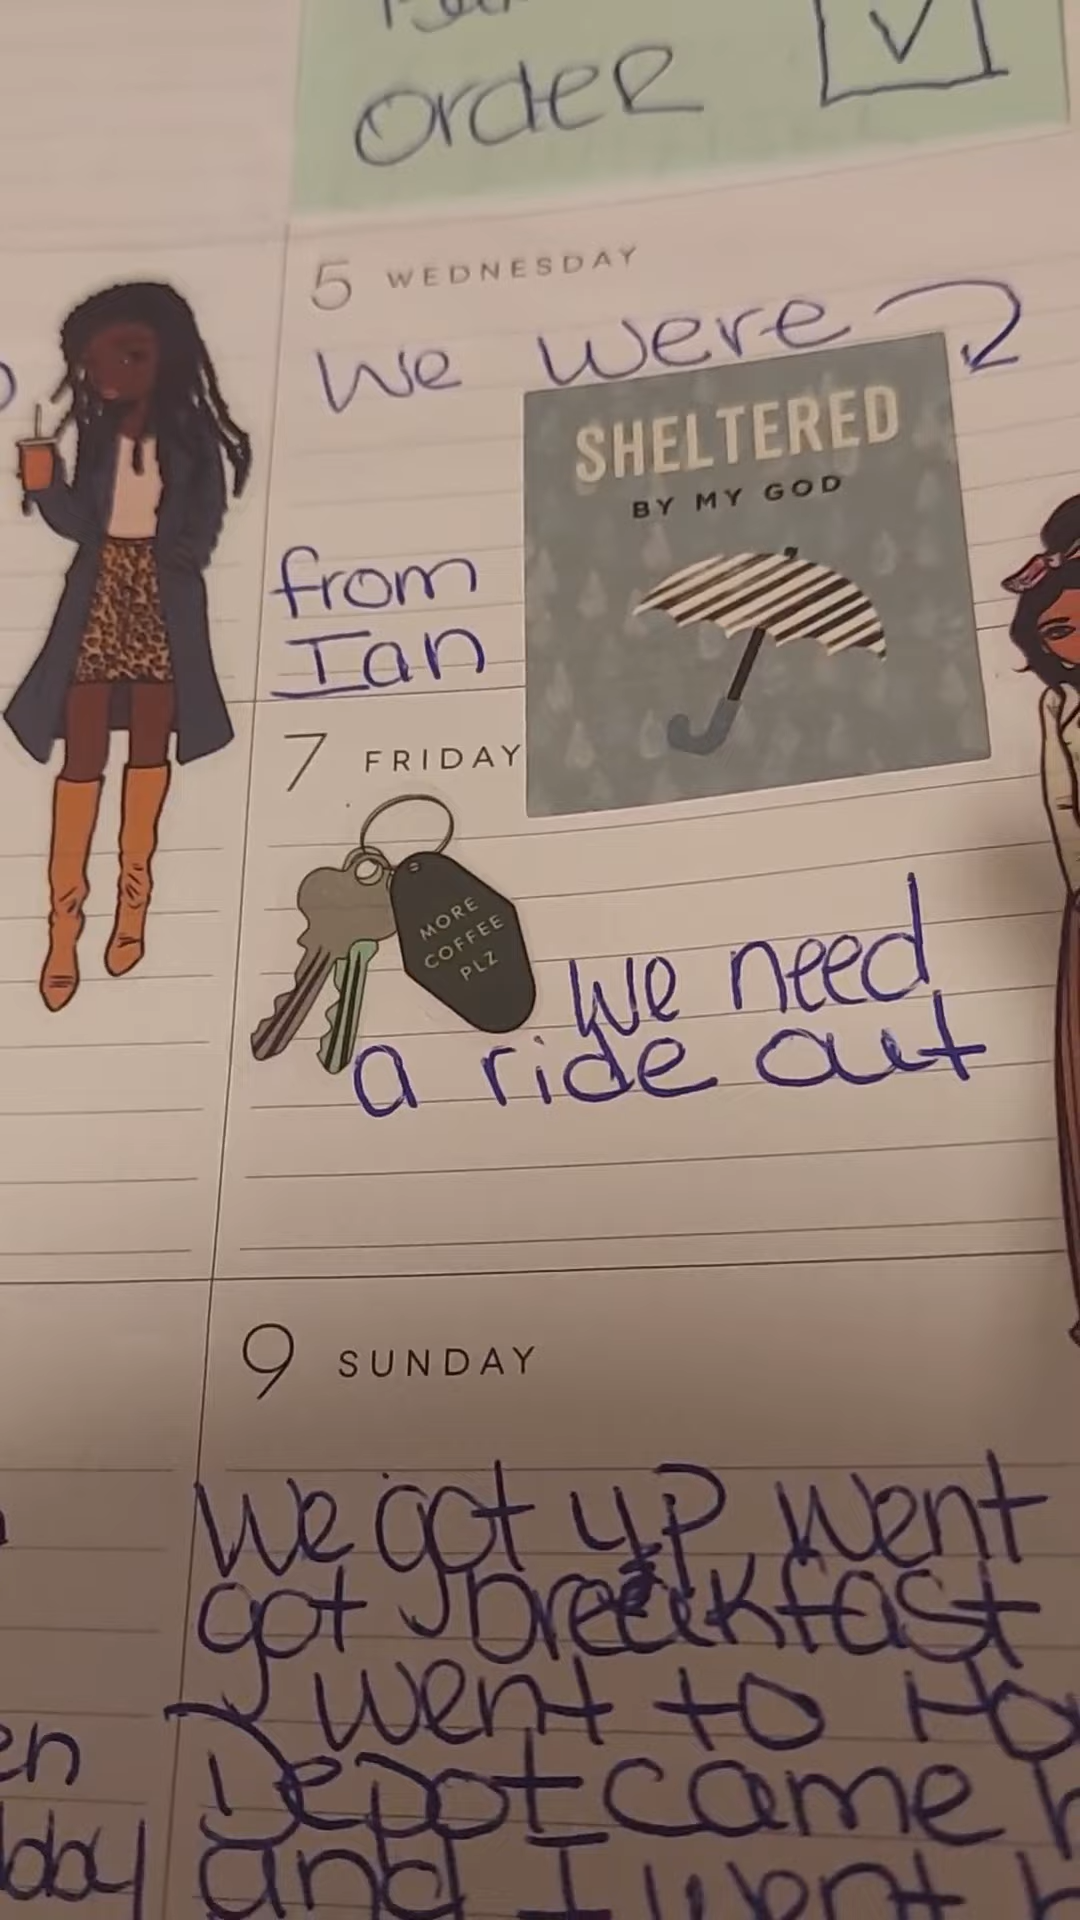 order
5 WEDNESDAY
We were
SHELTERED
BY MY GOD
from
Ian
7 FRIDAY
MORE
COFFEE
PLZ
We need
a ride out
9 SUNDAY
We got up went
got breakfast
went to
Depot came
and I went